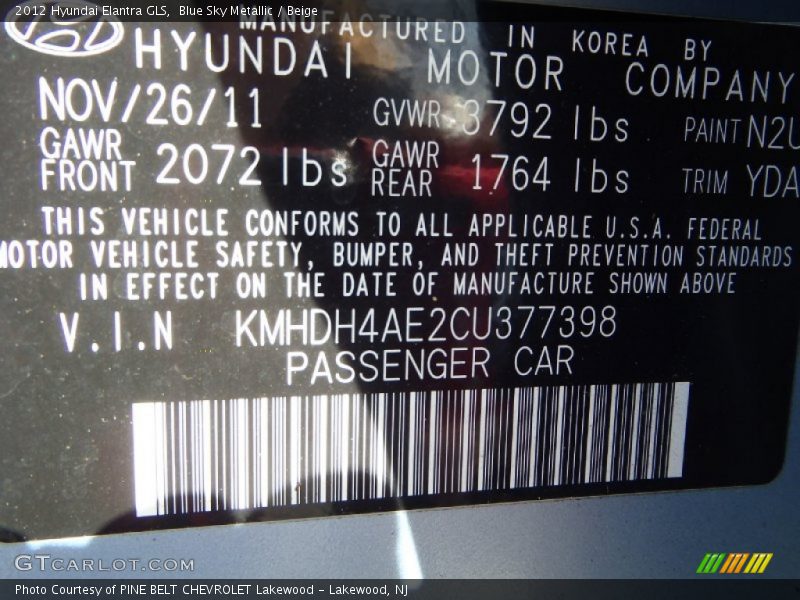 2012 Hyundai Elantra GLS, Blue Sky Metallic / Beige
MANUFACTURED IN KOREA BY
HYUNDAI MOTOR COMPANY
NOV/26/11 GVWR 3792 lbs PAINT N2U
GAWR FRONT 2072 lbs GAWR REAR 1764 lbs TRIM YDA
THIS VEHICLE CONFORMS TO ALL APPLICABLE U.S.A. FEDERAL
MOTOR VEHICLE SAFETY, BUMPER, AND THEFT PREVENTION STANDARDS
IN EFFECT ON THE DATE OF MANUFACTURE SHOWN ABOVE
V.I.N KMHDH4AE2CU377398
PASSENGER CAR
GTCARLOT.COM
Photo Courtesy of PINE BELT CHEVROLET Lakewood - Lakewood, NJ